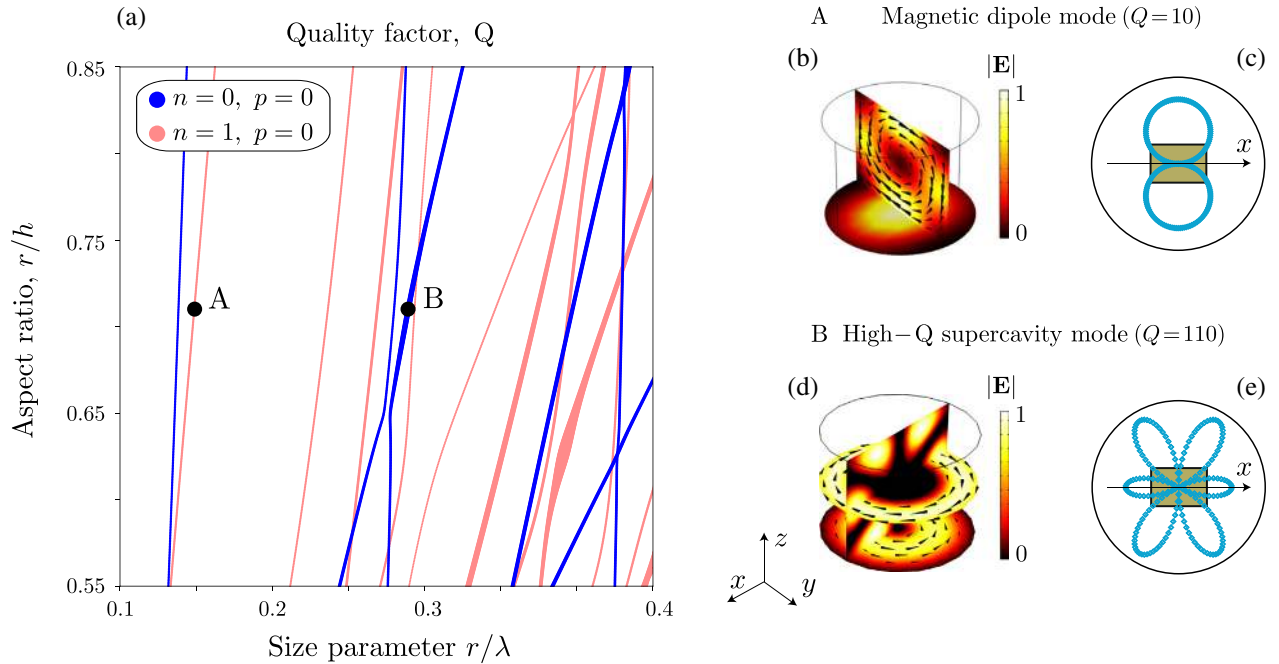 (a)
Quality factor, Q
n = 0, p = 0
n = 1, p = 0
0.85
0.75
0.65
0.55
Aspect ratio, r/h
A
B
0.1
0.2
0.3
0.4
Size parameter r/λ
A Magnetic dipole mode (Q=10)
(b)
|E|
1
0
(c)
x
B High−Q supercavity mode (Q=110)
(d)
|E|
1
0
(e)
x
z
x
y